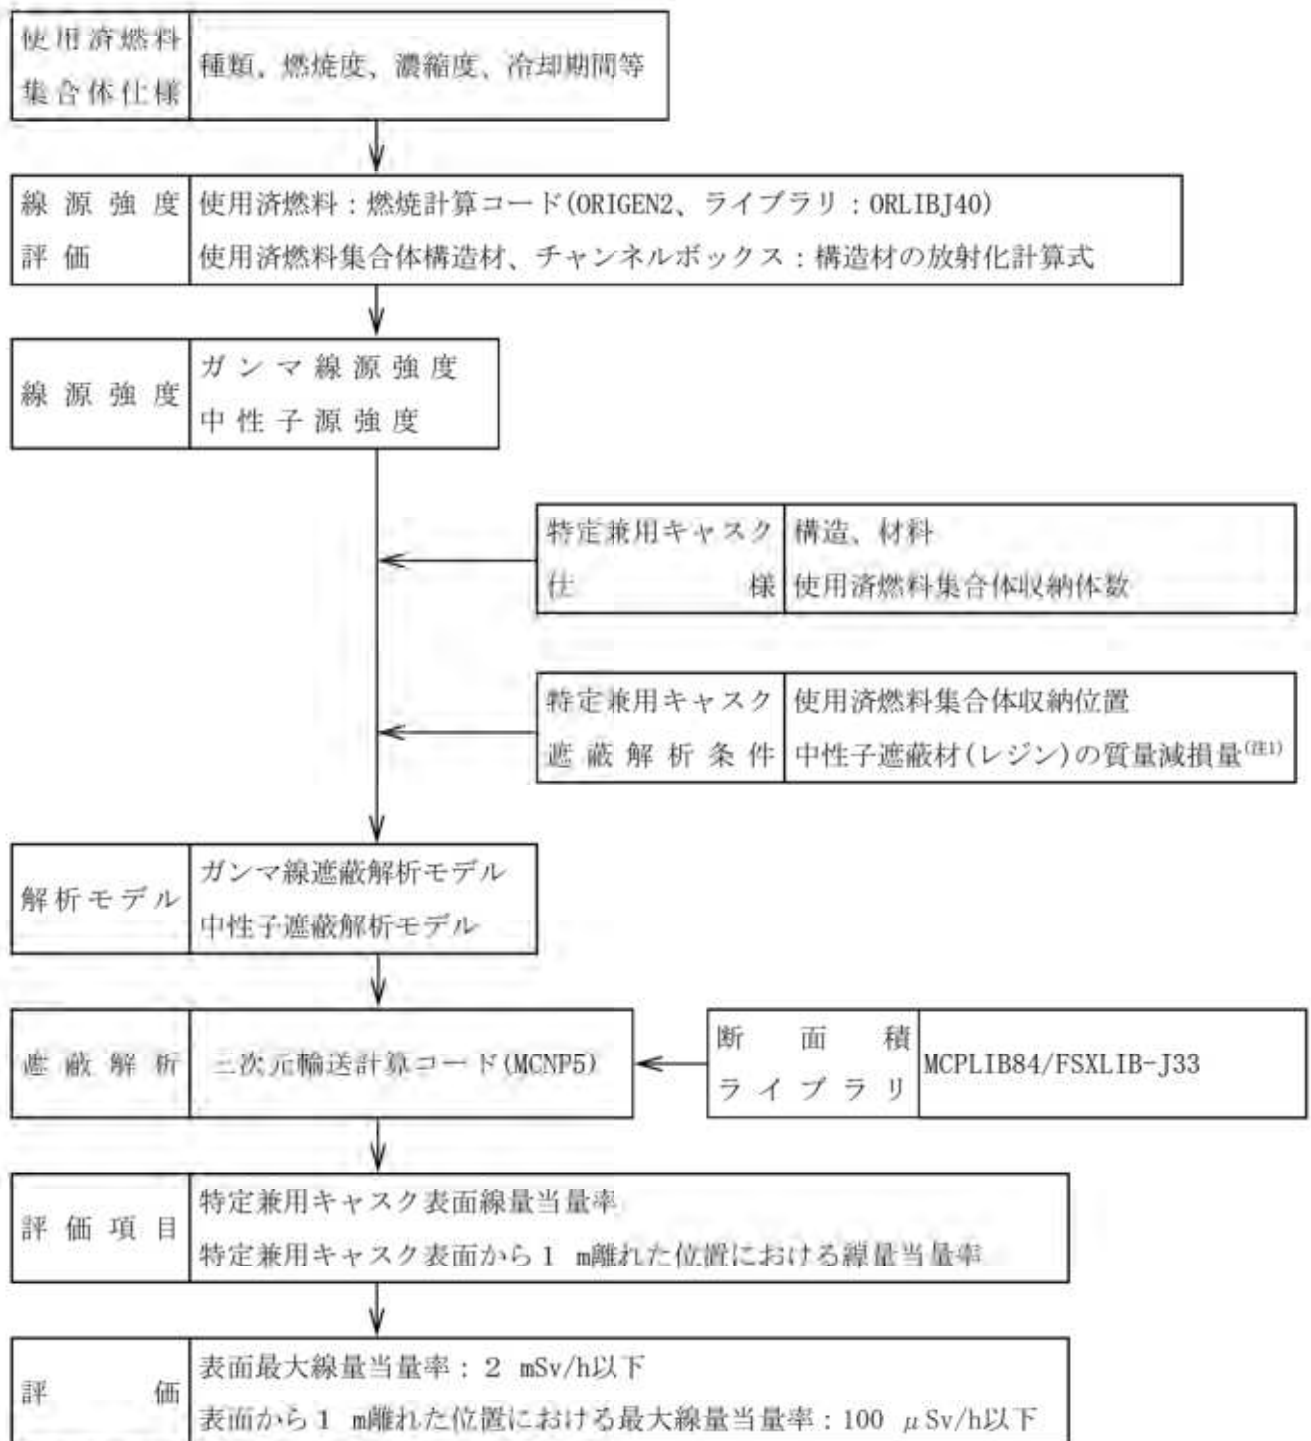 使用済燃料
集合体仕様
種類、燃焼度、濃縮度、冷却期間等
線源強度
評価
使用済燃料：燃焼計算コード(ORIGEN2、ライブラリ：ORLIBJ40)
使用済燃料集合体構造材、チャンネルボックス：構造材の放射化計算式
線源強度
ガンマ線源強度
中性子源強度
特定兼用キャスク
仕様
構造、材料
使用済燃料集合体収納体数
特定兼用キャスク
遮蔽解析条件
使用済燃料集合体収納位置
中性子遮蔽材(レジン)の質量減損量(注1)
解析モデル
ガンマ線遮蔽解析モデル
中性子遮蔽解析モデル
遮蔽解析
三次元輸送計算コード(MCNP5)
断面積
ライブラリ
MCPLIB84/FSXLIB-J33
評価項目
特定兼用キャスク表面線量当量率
特定兼用キャスク表面から1 m離れた位置における線量当量率
評価
表面最大線量当量率：2 mSv/h以下
表面から1 m離れた位置における最大線量当量率：100 μSv/h以下